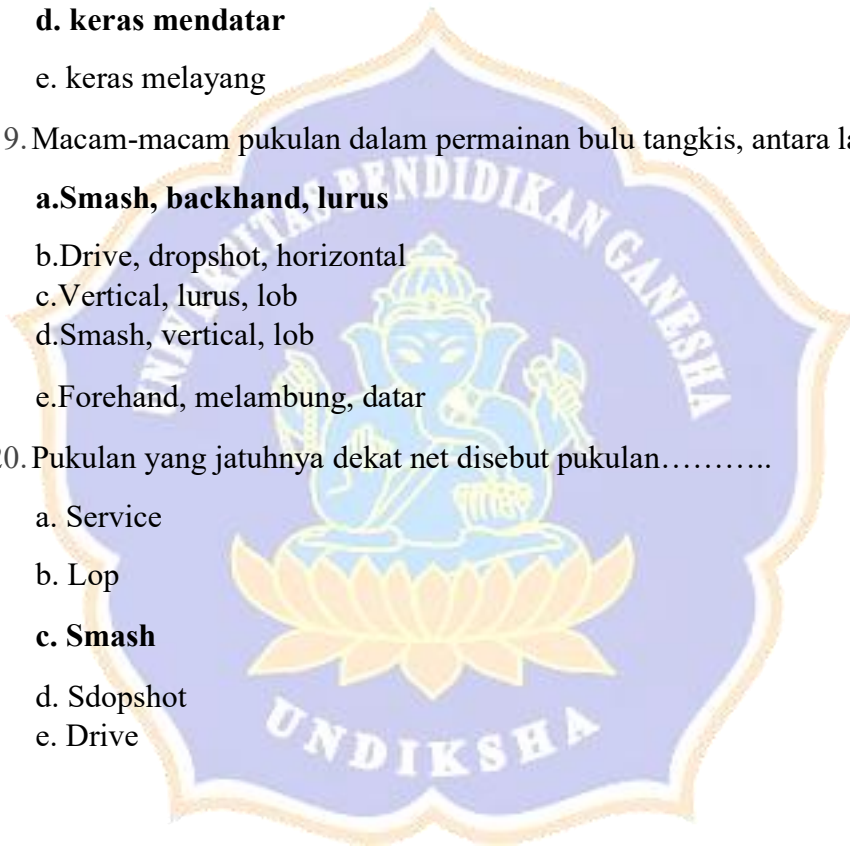 d. keras mendatar
e. keras melayang
9. Macam-macam pukulan dalam permainan bulu tangkis, antara
a.Smash, backhand, lurus
b.Drive, dropshot, horizontal
c.Vertical, lurus, lob
d.Smash, vertical, lob
e.Forehand, melambung, datar
20. Pukulan yang jatuhnya dekat net disebut pukulan………..
a. Service
b. Lop
c. Smash
d. Sdopshot
e. Drive
UNIVERSITAS PENDIDIKAN GANESHA
UNDIKSHA